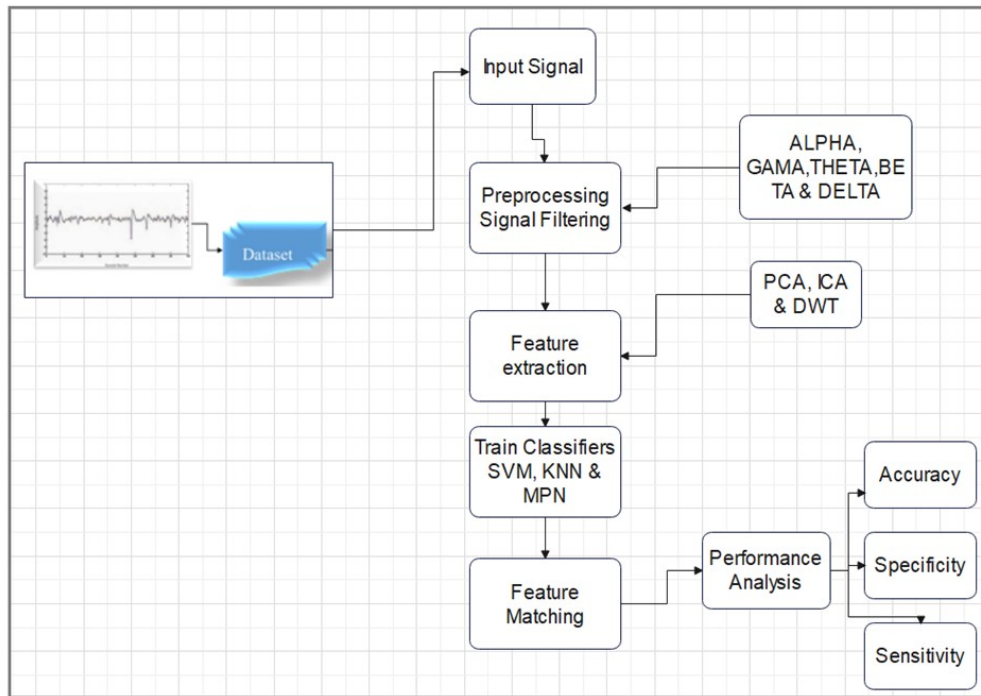 Input Signal
ALPHA,
GAMA,THETA,BE
TA & DELTA
Preprocessing
Signal Filtering
Dataset
PCA, ICA
& DWT
Feature
extraction
Train Classifiers
SVM, KNN &
MPN
Accuracy
Performance
Analysis
Specificity
Feature
Matching
Sensitivity